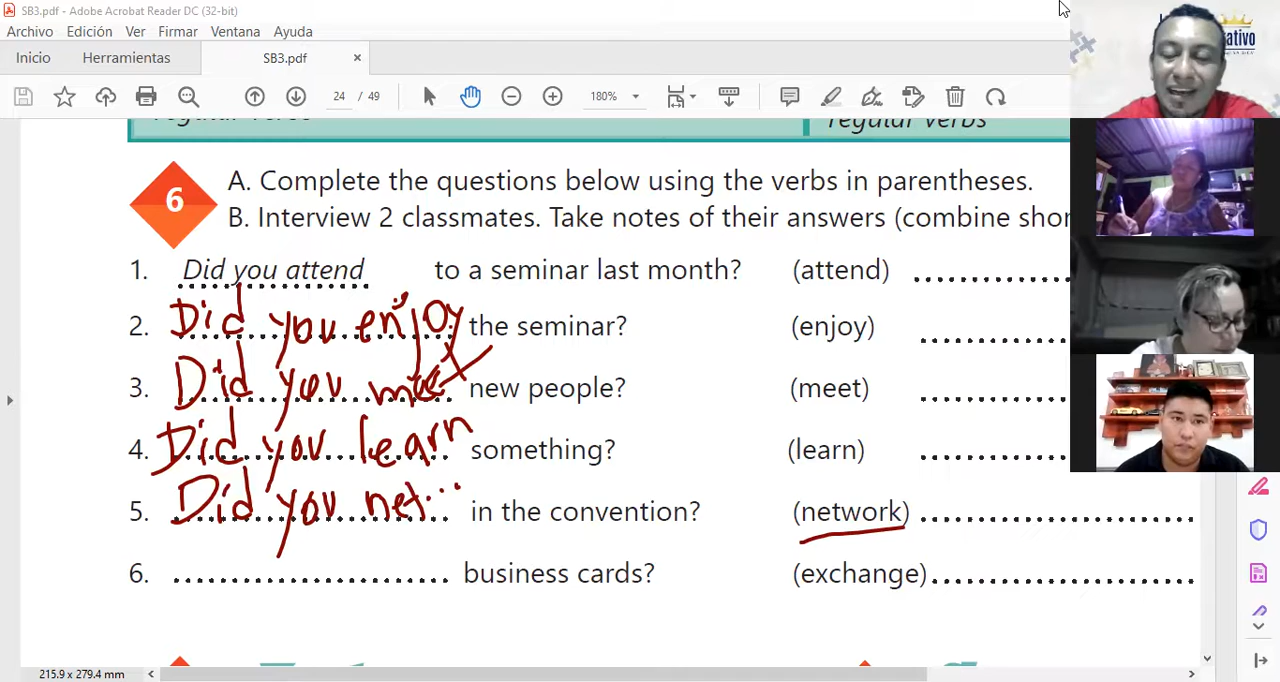 SB3.pdf - Adobe Acrobat Reader DC (32-bit)
Archivo Edición Ver Firmar Ventana Ayuda
Inicio Herramientas SB3.pdf ×
24 / 49 180%
regular verbs regular verbs
6
A. Complete the questions below using the verbs in parentheses.
B. Interview 2 classmates. Take notes of their answers (combine shor
1. Did you attend to a seminar last month? (attend)
2. Did you enjoy the seminar? (enjoy)
3. Did you meet new people? (meet)
4. Did you learn something? (learn)
5. Did you net... in the convention? (network)
6. business cards? (exchange)
215.9 x 279.4 mm